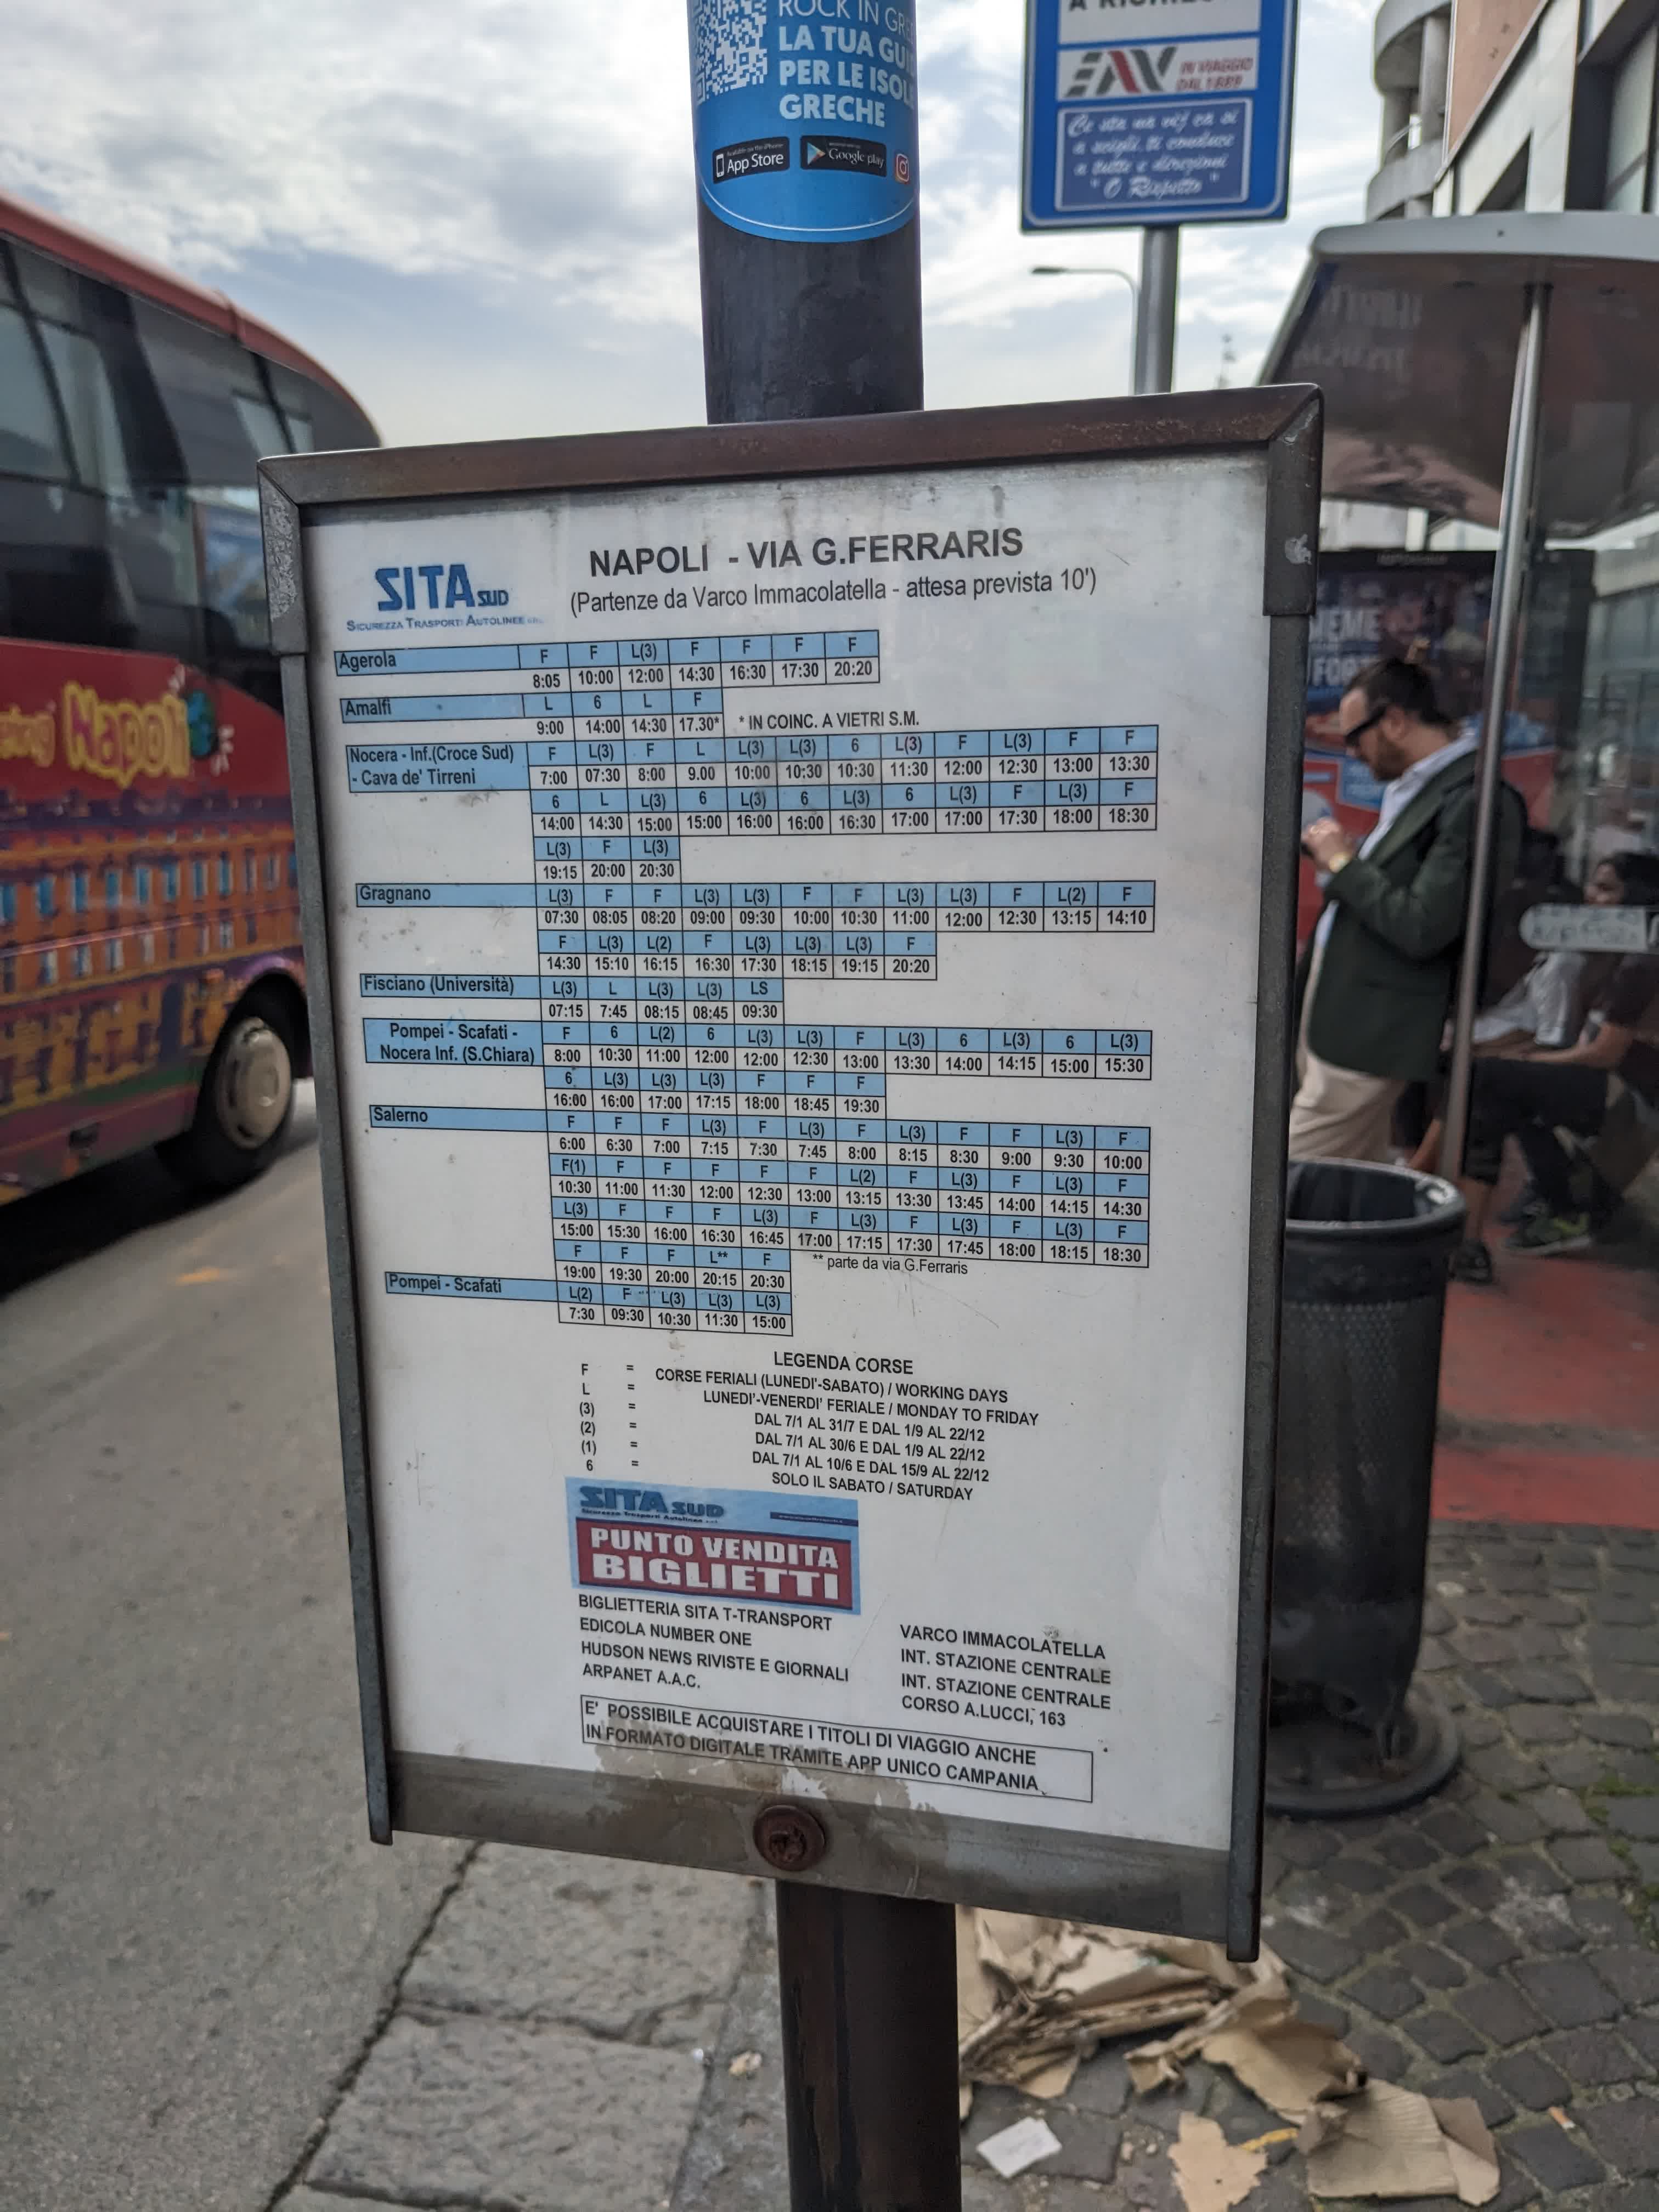 ROCK IN GRE
LA TUA GUI
PER LE ISOL
GRECHE
App Store
Google play
EAV
IN VIAGGIO
DAL 1889
" O Rispetto "
Napoli
NAPOLI - VIA G.FERRARIS
(Partenze da Varco Immacolatella - attesa prevista 10')
SITA SUD
SICUREZZA TRASPORTI AUTOLINEE
Agerola F F L(3) F F F F
8:05 10:00 12:00 14:30 16:30 17:30 20:20
Amalfi L 6 L F
9:00 14:00 14:30 17.30* * IN COINC. A VIETRI S.M.
Nocera - Inf.(Croce Sud) F L(3) F L L(3) L(3) 6 L(3) F L(3) F F
- Cava de' Tirreni 7:00 07:30 8:00 9.00 10:00 10:30 10:30 11:30 12:00 12:30 13:00 13:30
6 L L(3) 6 L(3) 6 L(3) 6 L(3) F L(3) F
14:00 14:30 15:00 15:00 16:00 16:00 16:30 17:00 17:00 17:30 18:00 18:30
L(3) F L(3)
19:15 20:00 20:30
Gragnano L(3) F F L(3) L(3) F F L(3) L(3) F L(2) F
07:30 08:05 08:20 09:00 09:30 10:00 10:30 11:00 12:00 12:30 13:15 14:10
F L(3) L(2) F L(3) L(3) L(3) F
14:30 15:10 16:15 16:30 17:30 18:15 19:15 20:20
Fisciano (Università) L(3) L L(3) L(3) LS
07:15 7:45 08:15 08:45 09:30
Pompei - Scafati - F 6 L(2) 6 L(3) L(3) F L(3) 6 L(3) 6 L(3)
Nocera Inf. (S.Chiara) 8:00 10:30 11:00 12:00 12:00 12:30 13:00 13:30 14:00 14:15 15:00 15:30
6 L(3) L(3) L(3) F F F
16:00 16:00 17:00 17:15 18:00 18:45 19:30
Salerno F F F L(3) F L(3) F L(3) F F L(3) F
6:00 6:30 7:00 7:15 7:30 7:45 8:00 8:15 8:30 9:00 9:30 10:00
F(1) F F F F F L(2) F L(3) F L(3) F
10:30 11:00 11:30 12:00 12:30 13:00 13:15 13:30 13:45 14:00 14:15 14:30
L(3) F F F L(3) F L(3) F L(3) F L(3) F
15:00 15:30 16:00 16:30 16:45 17:00 17:15 17:30 17:45 18:00 18:15 18:30
F F F L** F ** parte da via G.Ferraris
19:00 19:30 20:00 20:15 20:30
Pompei - Scafati L(2) F L(3) L(3) L(3)
7:30 09:30 10:30 11:30 15:00
LEGENDA CORSE
F = CORSE FERIALI (LUNEDI'-SABATO) / WORKING DAYS
L = LUNEDI'-VENERDI' FERIALE / MONDAY TO FRIDAY
(3) = DAL 7/1 AL 31/7 E DAL 1/9 AL 22/12
(2) = DAL 7/1 AL 30/6 E DAL 1/9 AL 22/12
(1) = DAL 7/1 AL 10/6 E DAL 15/9 AL 22/12
6 = SOLO IL SABATO / SATURDAY
SITA SUD
Sicurezza Trasporti Autolinee
PUNTO VENDITA
BIGLIETTI
BIGLIETTERIA SITA T-TRANSPORT VARCO IMMACOLATELLA
EDICOLA NUMBER ONE INT. STAZIONE CENTRALE
HUDSON NEWS RIVISTE E GIORNALI INT. STAZIONE CENTRALE
ARPANET A.A.C. CORSO A.LUCCI, 163
E' POSSIBILE ACQUISTARE I TITOLI DI VIAGGIO ANCHE
IN FORMATO DIGITALE TRAMITE APP UNICO CAMPANIA